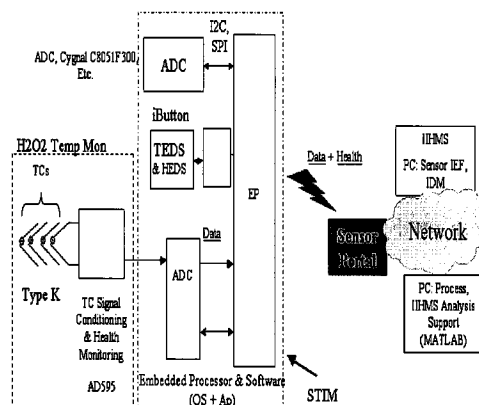 I2C,
SPI
ADC, Cygnal C8051F300,
Etc.
ADC
iButton
TEDS
& HEDS
H2O2 Temp Mon
TCs
Type K
TC Signal
Conditioning
& Health
Monitoring
AD595
Data
ADC
EP
Data + Health
IIHMS
PC: Sensor IEF,
IDM
Network
Sensor
Portal
PC: Process,
IIHMS Analysis
Support
(MATLAB)
Embedded Processor & Software
(OS + Ap)
STIM